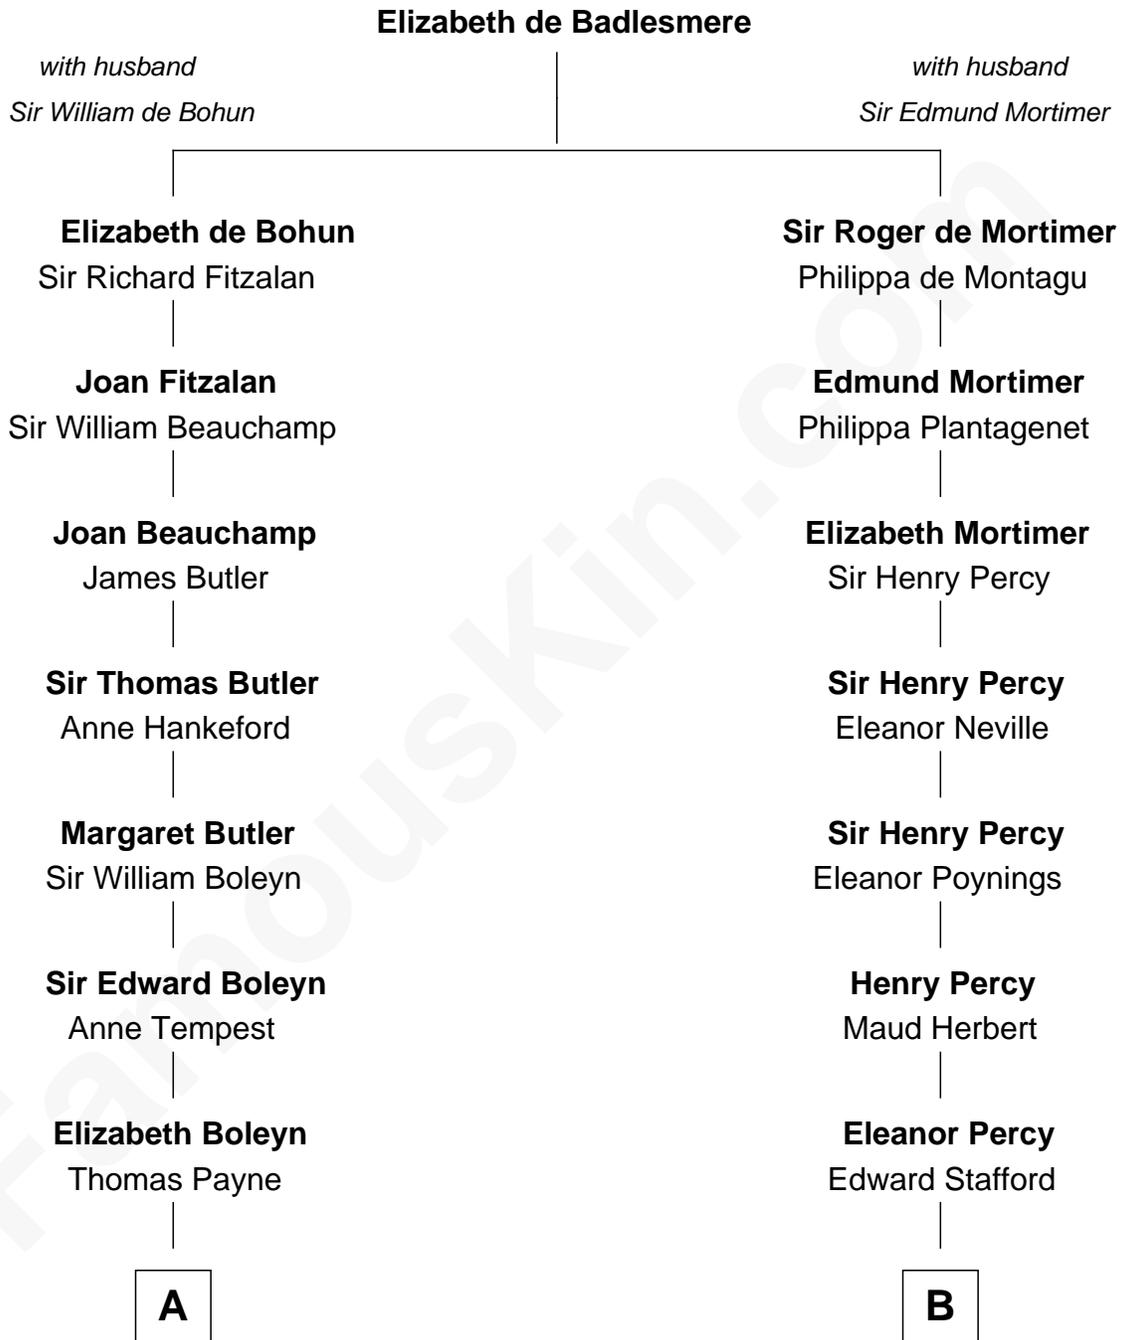 Elizabeth de Badlesmere
with husband
Sir William de Bohun
with husband
Sir Edmund Mortimer
Elizabeth de Bohun
Sir Richard Fitzalan
Joan Fitzalan
Sir William Beauchamp
Joan Beauchamp
James Butler
Sir Thomas Butler
Anne Hankeford
Margaret Butler
Sir William Boleyn
Sir Edward Boleyn
Anne Tempest
Elizabeth Boleyn
Thomas Payne
A
Sir Roger de Mortimer
Philippa de Montagu
Edmund Mortimer
Philippa Plantagenet
Elizabeth Mortimer
Sir Henry Percy
Sir Henry Percy
Eleanor Neville
Sir Henry Percy
Eleanor Poynings
Henry Percy
Maud Herbert
Eleanor Percy
Edward Stafford
B
FamousKin.com